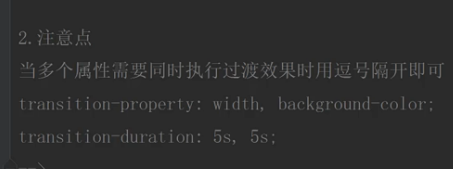 2.注意点
当多个属性需要同时执行过渡效果时用逗号隔开即可
transition-property: width, background-color;
transition-duration: 5s, 5s;